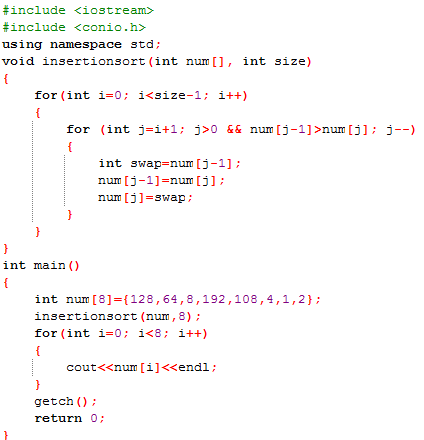 #include <iostream>
#include <conio.h>
using namespace std;
void insertionsort(int num[], int size)
{
    for(int i=0; i<size-1; i++)
    {
        for (int j=i+1; j>0 && num[j-1]>num[j]; j--)
        {
            int swap=num[j-1];
            num[j-1]=num[j];
            num[j]=swap;
        }
    }
}
int main()
{
    int num[8]={128,64,8,192,108,4,1,2};
    insertionsort(num,8);
    for(int i=0; i<8; i++)
    {
        cout<<num[i]<<endl;
    }
    getch();
    return 0;
}